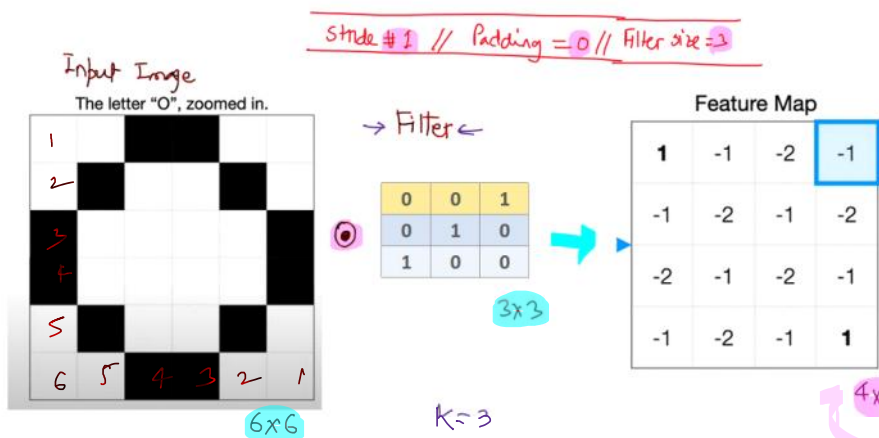 Stride # 1 // Padding = 0 // Filter size = 3
Input Image
The letter "O", zoomed in.
→ Filter ←
Feature Map
1
2
3
4
5
6 5 4 3 2 1
6x6
0 0 1
0 1 0
1 0 0
3x3
K=3
1 -1 -2 -1
-1 -2 -1 -2
-2 -1 -2 -1
-1 -2 -1 1
4x